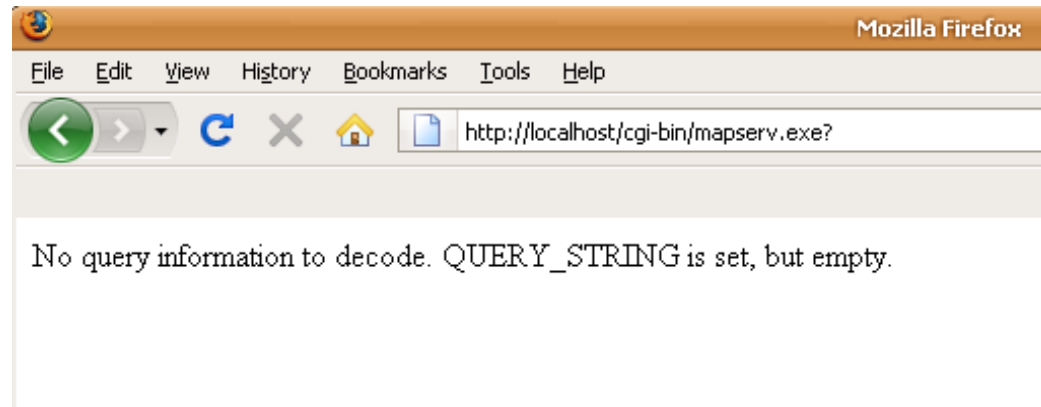 Mozilla Firefox
File Edit View History Bookmarks Tools Help
http://localhost/cgi-bin/mapserv.exe?
No query information to decode. QUERY_STRING is set, but empty.